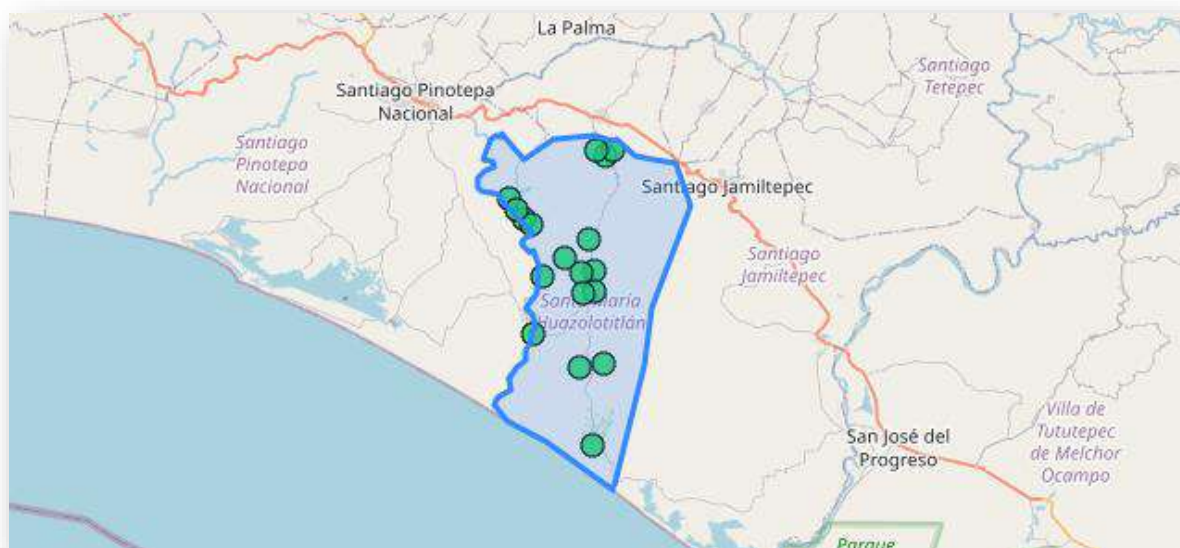 La Palma
Santiago
Tetepec
Santiago Pinotepa
Nacional
Santiago
Pinotepa
Nacional
Santiago Jamiltepec
Santiago
Jamiltepec
Santa María
Huazolotitlán
Villa de
Tututepec
de Melchor
Ocampo
San José del
Progreso
Parque